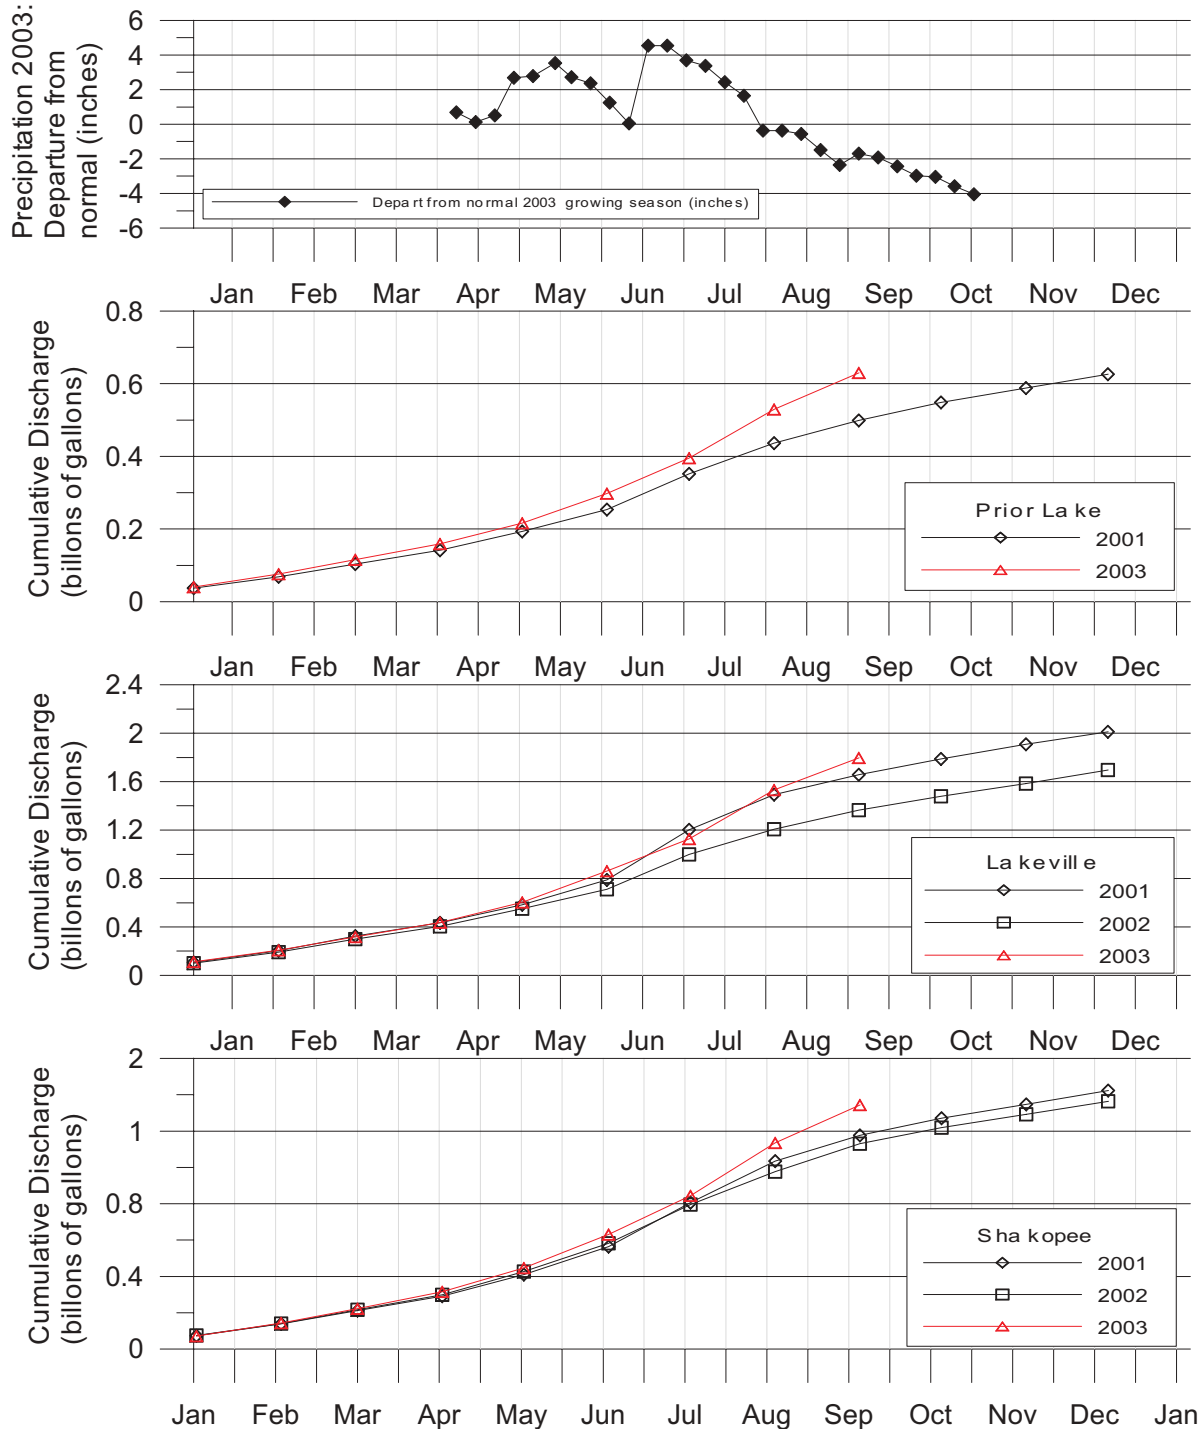 Precipitation 2003:
Departure from
normal (inches)
6
4
2
0
-2
-4
-6
Depart from normal 2003 growing season (inches)
Jan Feb Mar Apr May Jun Jul Aug Sep Oct Nov Dec
Cumulative Discharge
(billons of gallons)
0.8
0.6
0.4
0.2
0
Prior Lake
2001
2003
Jan Feb Mar Apr May Jun Jul Aug Sep Oct Nov Dec
Cumulative Discharge
(billons of gallons)
2.4
2
1.6
1.2
0.8
0.4
0
Lakeville
2001
2002
2003
Jan Feb Mar Apr May Jun Jul Aug Sep Oct Nov Dec
Cumulative Discharge
(billons of gallons)
2
1
0.8
0.4
0
Shakopee
2001
2002
2003
Jan Feb Mar Apr May Jun Jul Aug Sep Oct Nov Dec Jan